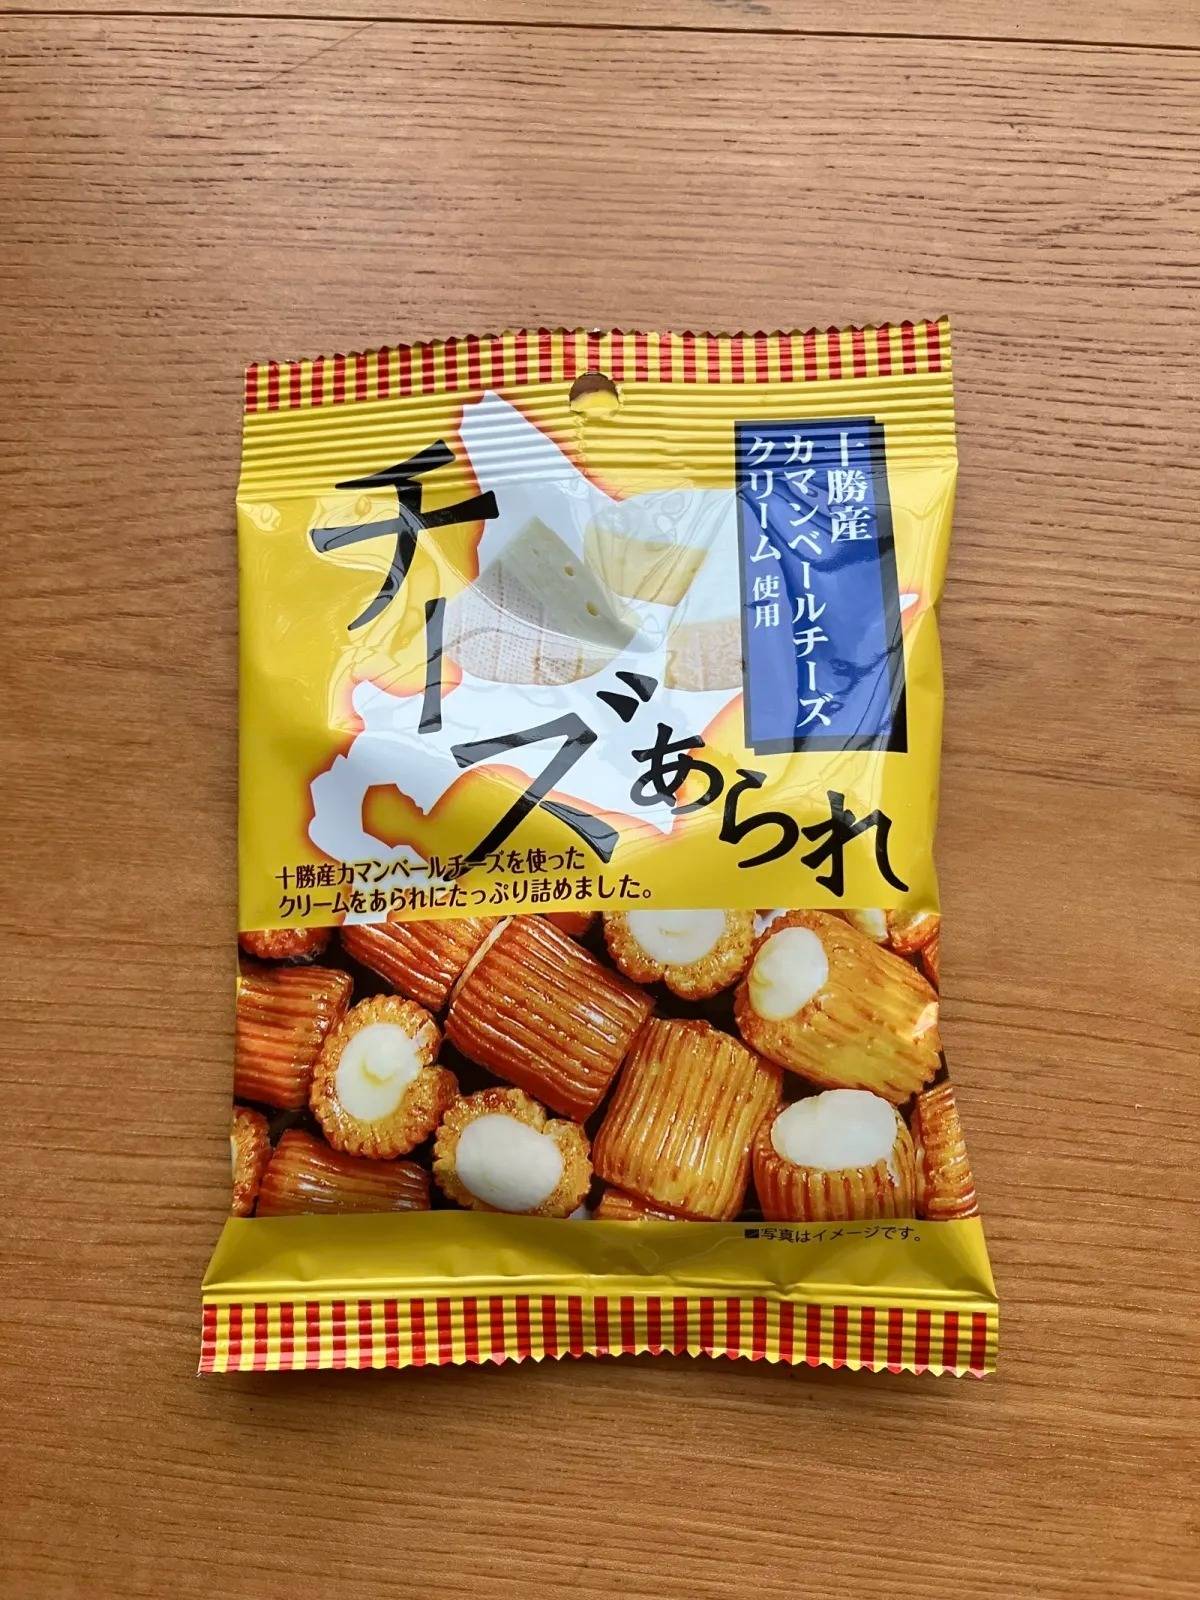 十勝産
カマンベールチーズ
クリーム使用
チーズあられ
十勝産カマンベールチーズを使った
クリームをあられにたっぷり詰めました。
■写真はイメージです。